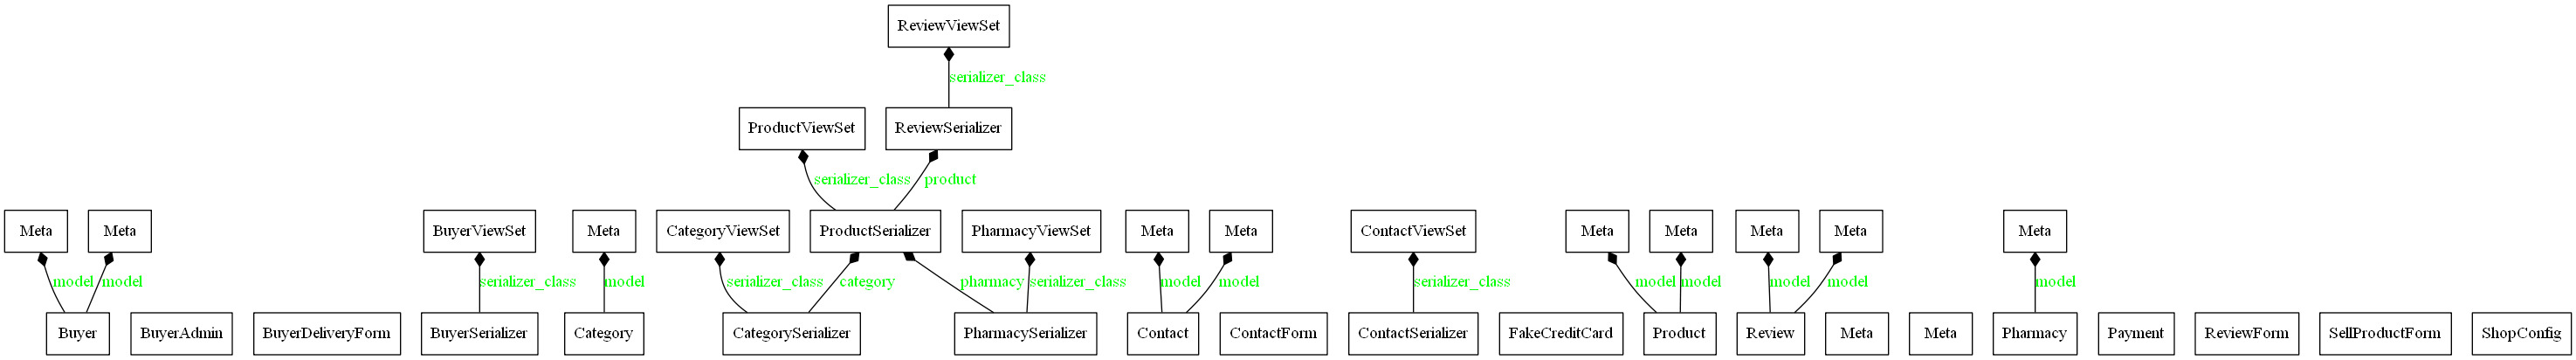 ReviewViewSet
serializer_class
ProductViewSet
ReviewSerializer
serializer_class
product
Meta
Meta
BuyerViewSet
Meta
CategoryViewSet
ProductSerializer
PharmacyViewSet
Meta
Meta
ContactViewSet
Meta
Meta
Meta
Meta
Meta
model
model
serializer_class
model
serializer_class
category
pharmacy
serializer_class
model
model
serializer_class
model
model
model
model
model
Buyer
BuyerAdmin
BuyerDeliveryForm
BuyerSerializer
Category
CategorySerializer
PharmacySerializer
Contact
ContactForm
ContactSerializer
FakeCreditCard
Product
Review
Meta
Meta
Pharmacy
Payment
ReviewForm
SellProductForm
ShopConfig